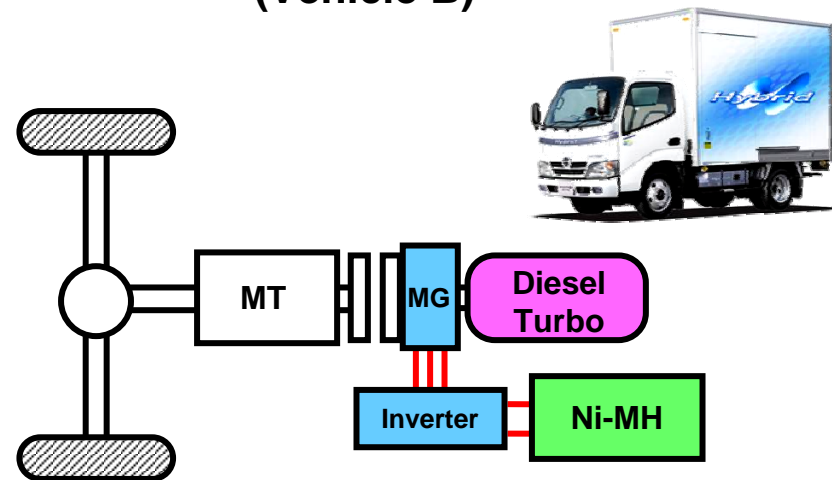 (Vehicle B)
Hybrid
MT
MG
Diesel
Turbo
Inverter
Ni-MH